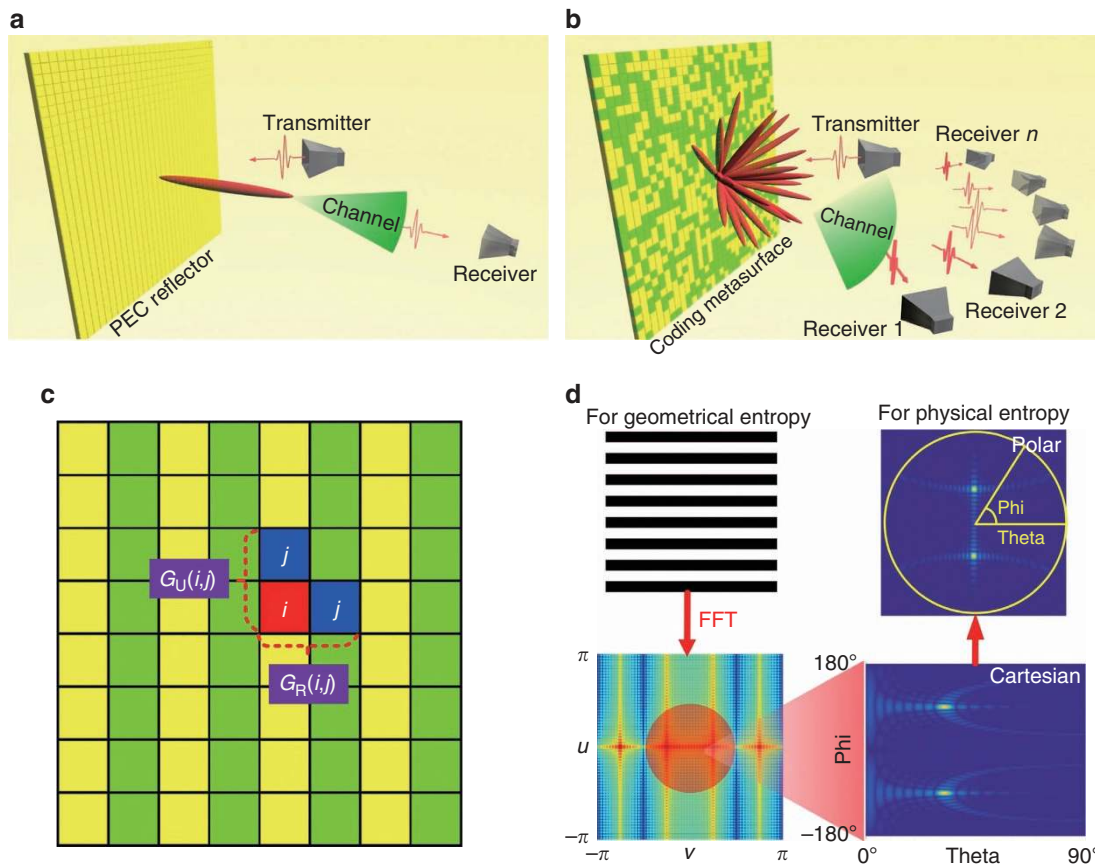 a
Transmitter
Channel
Receiver
PEC reflector
b
Transmitter
Receiver n
Channel
Receiver 2
Receiver 1
Coding metasurface
c
j
G_U(i,j)
i
j
G_R(i,j)
d
For geometrical entropy
For physical entropy
Polar
Phi
Theta
FFT
π
u
−π
−π
v
π
180°
Cartesian
Phi
−180°
0°
Theta
90°